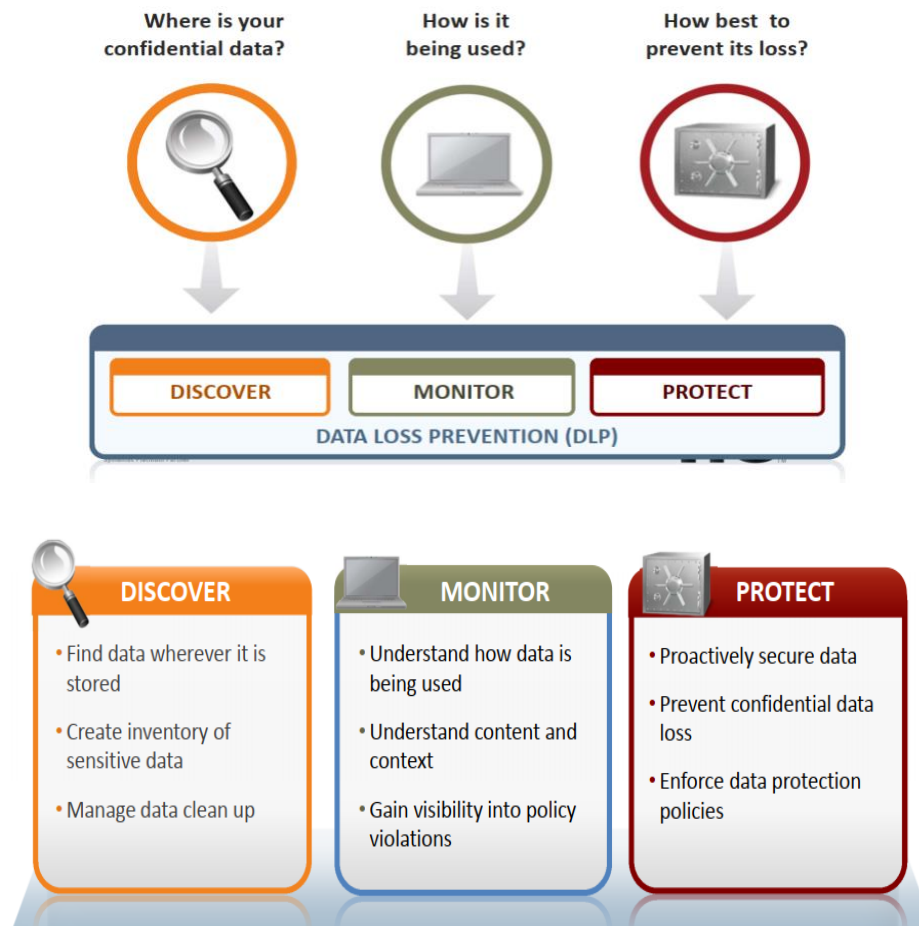 Where is your
confidential data?
How is it
being used?
How best to
prevent its loss?
DISCOVER
MONITOR
PROTECT
DATA LOSS PREVENTION (DLP)
DISCOVER
• Find data wherever it is
stored
• Create inventory of
sensitive data
• Manage data clean up
MONITOR
• Understand how data is
being used
• Understand content and
context
• Gain visibility into policy
violations
PROTECT
• Proactively secure data
• Prevent confidential data
loss
• Enforce data protection
policies